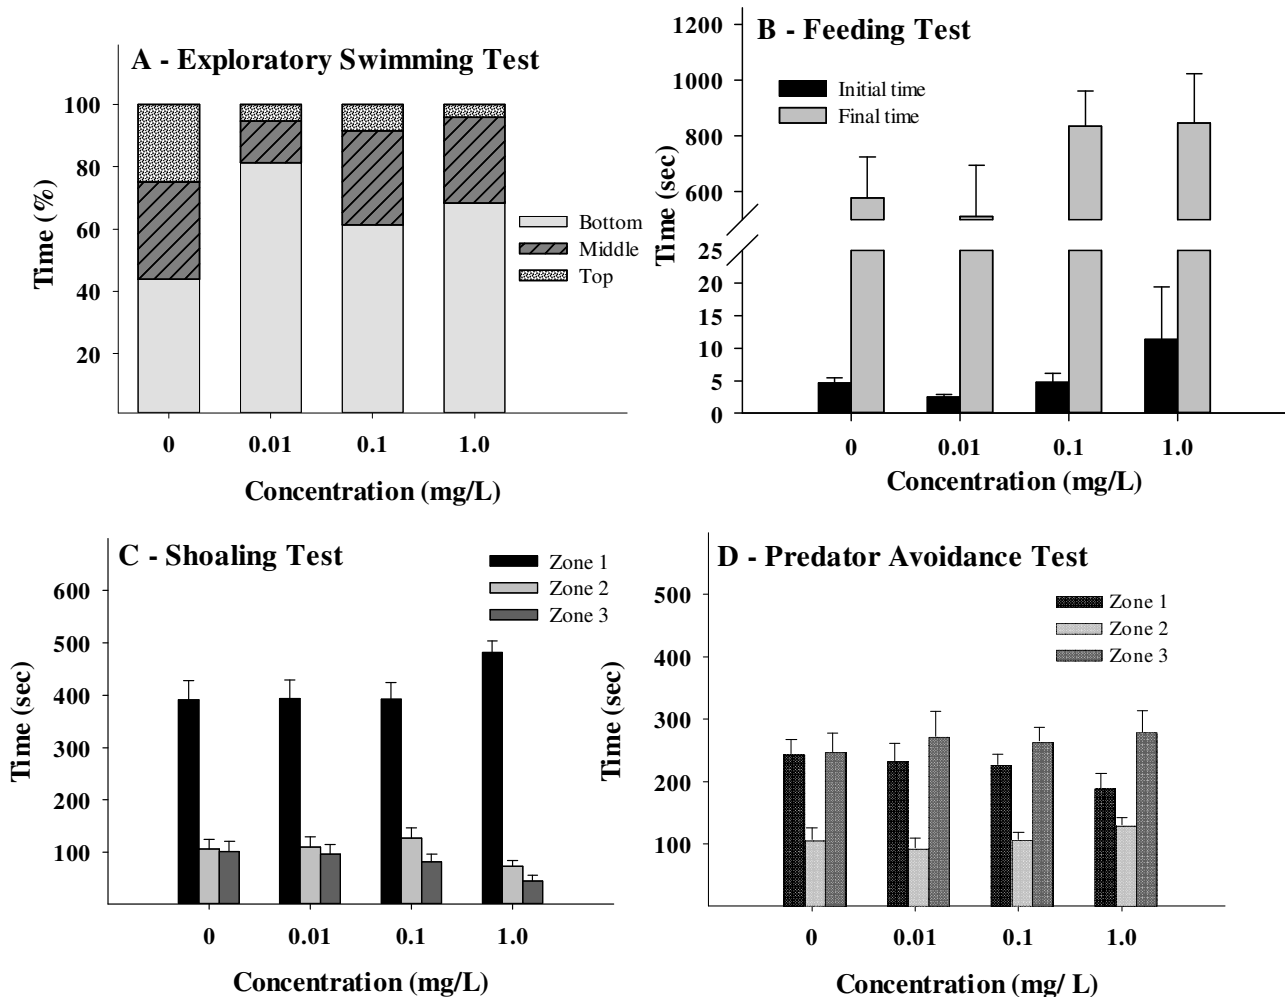 A - Exploratory Swimming Test
100
80
60
40
20
Time (%)
Bottom
Middle
Top
0 0.01 0.1 1.0
Concentration (mg/L)
B - Feeding Test
Initial time
Final time
1200
1000
800
600
25
20
15
10
5
0
Time (sec)
0 0.01 0.1 1.0
Concentration (mg/L)
C - Shoaling Test
Zone 1
Zone 2
Zone 3
600
500
400
300
200
100
Time (sec)
0 0.01 0.1 1.0
Concentration (mg/L)
D - Predator Avoidance Test
Zone 1
Zone 2
Zone 3
500
400
300
200
100
Time (sec)
0 0.01 0.1 1.0
Concentration (mg/ L)